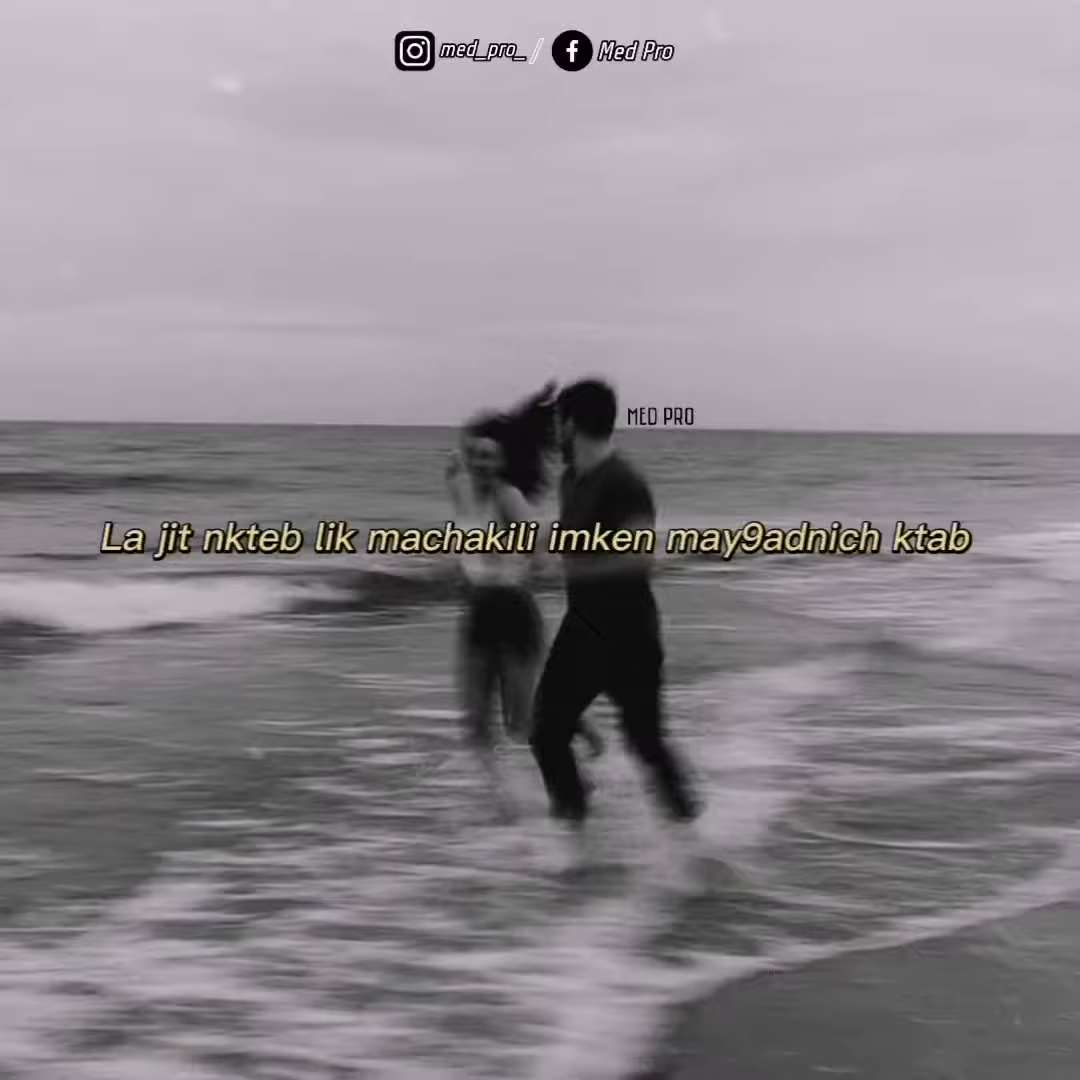 med_pro_ / Med Pro
MED PRO
La jit nkteb lik machakili imken may9adnich ktab